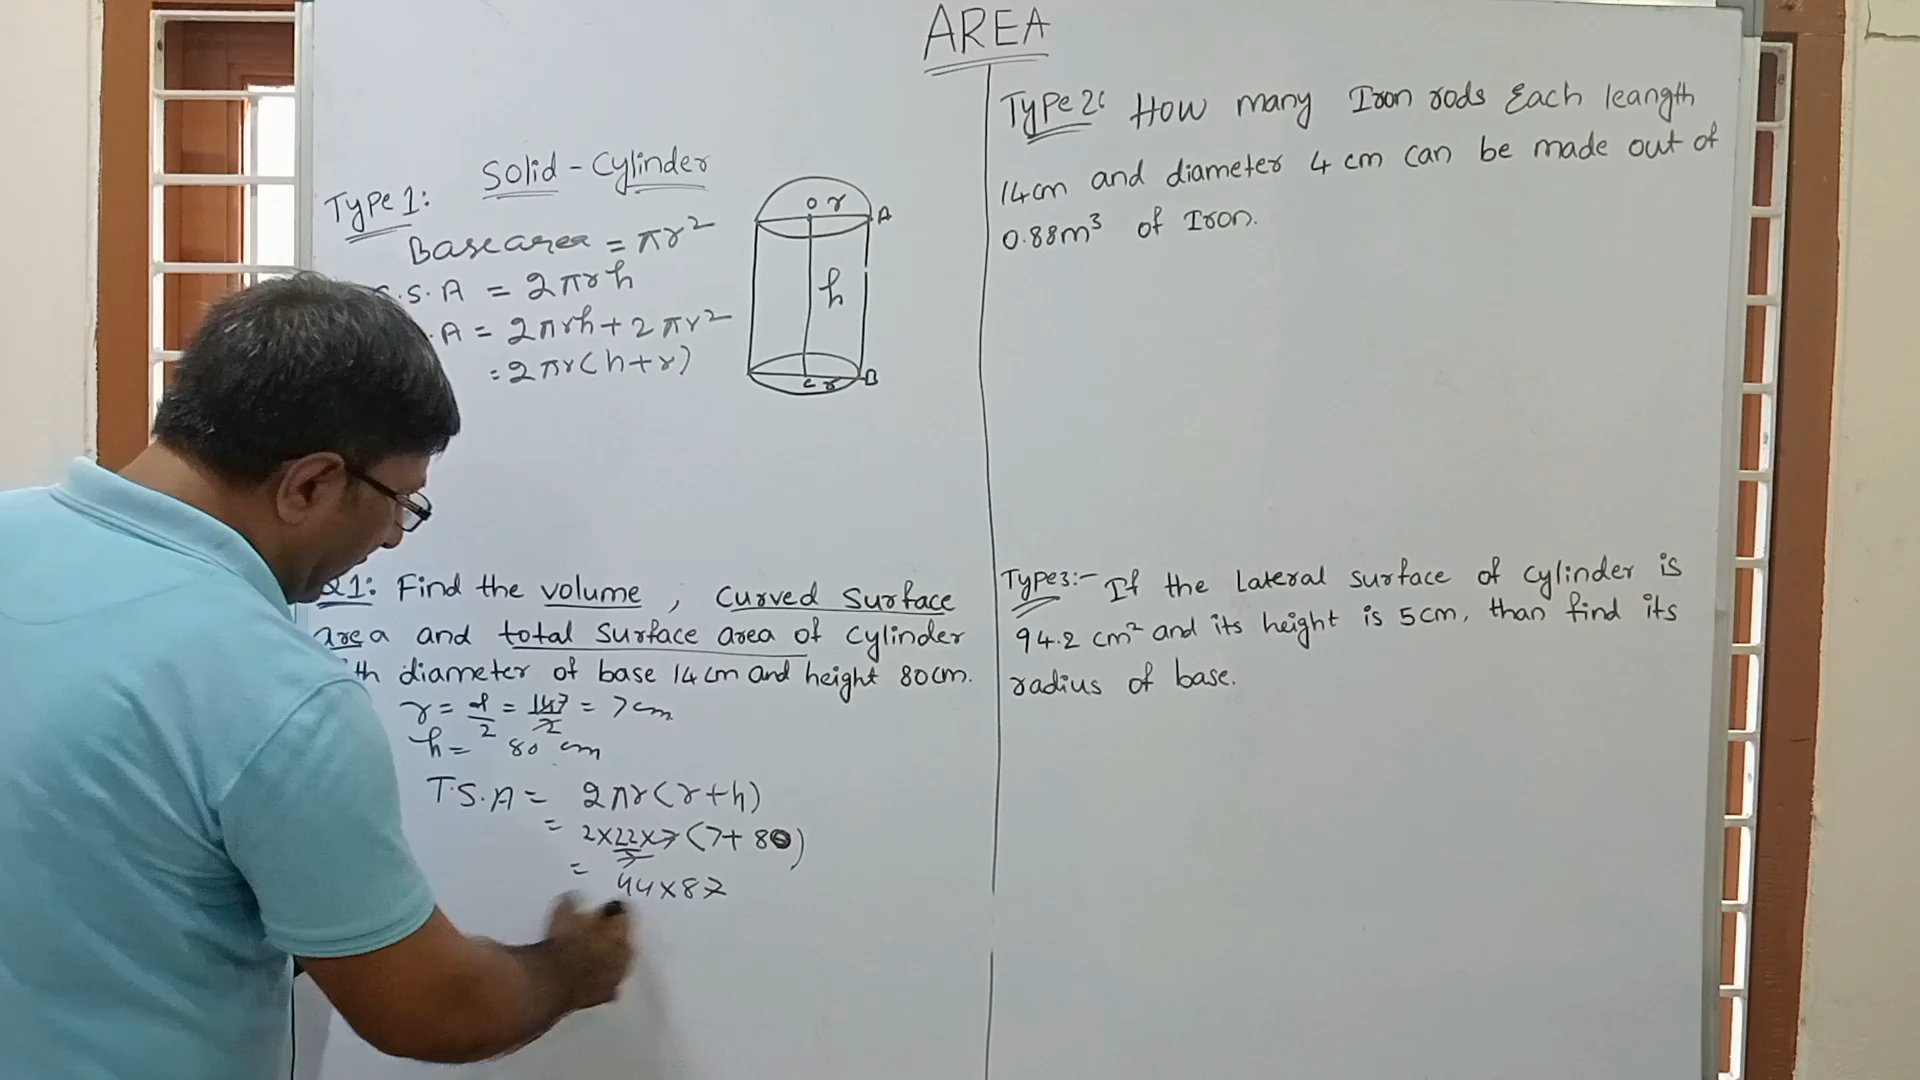 AREA
Solid - Cylinder
Type 1:
Base area = πr²
.S.A = 2πrh
.A = 2πrh + 2πr²
= 2πr(h+r)
O r A
h
C r B
Q1: Find the volume , Curved Surface
area and total surface area of cylinder
th diameter of base 14 cm and height 80cm.
r = d/2 = 14 7/2 = 7cm
h = 80 cm
T.S.A = 2πr(r+h)
= 2×22/7×7 (7+80)
= 44×87
Type 2: How many Iron rods Each leangth
14cm and diameter 4 cm can be made out of
0.88m³ of Iron.
Type3:- If the Lateral surface of cylinder is
94.2 cm² and its height is 5cm, than find its
radius of base.